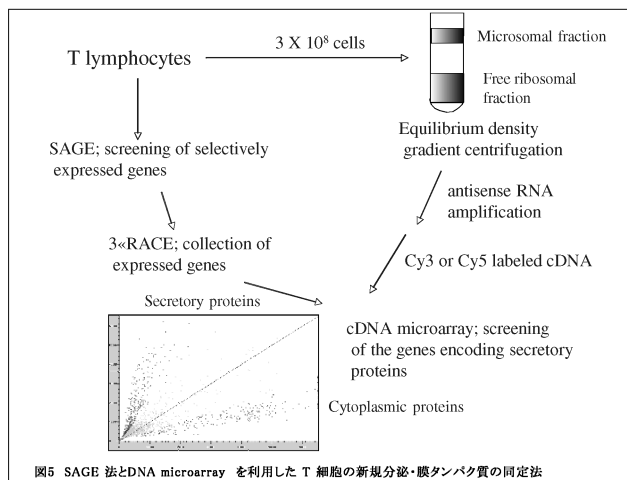 T lymphocytes
3 X 10⁸ cells
Microsomal fraction
Free ribosomal
fraction
Equilibrium density
gradient centrifugation
SAGE; screening of selectively
expressed genes
antisense RNA
amplification
3«RACE; collection of
expressed genes
Cy3 or Cy5 labeled cDNA
Secretory proteins
cDNA microarray; screening
of the genes encoding secretory
proteins
Cytoplasmic proteins
図5 SAGE 法とDNA microarray を利用した T 細胞の新規分泌・膜タンパク質の同定法